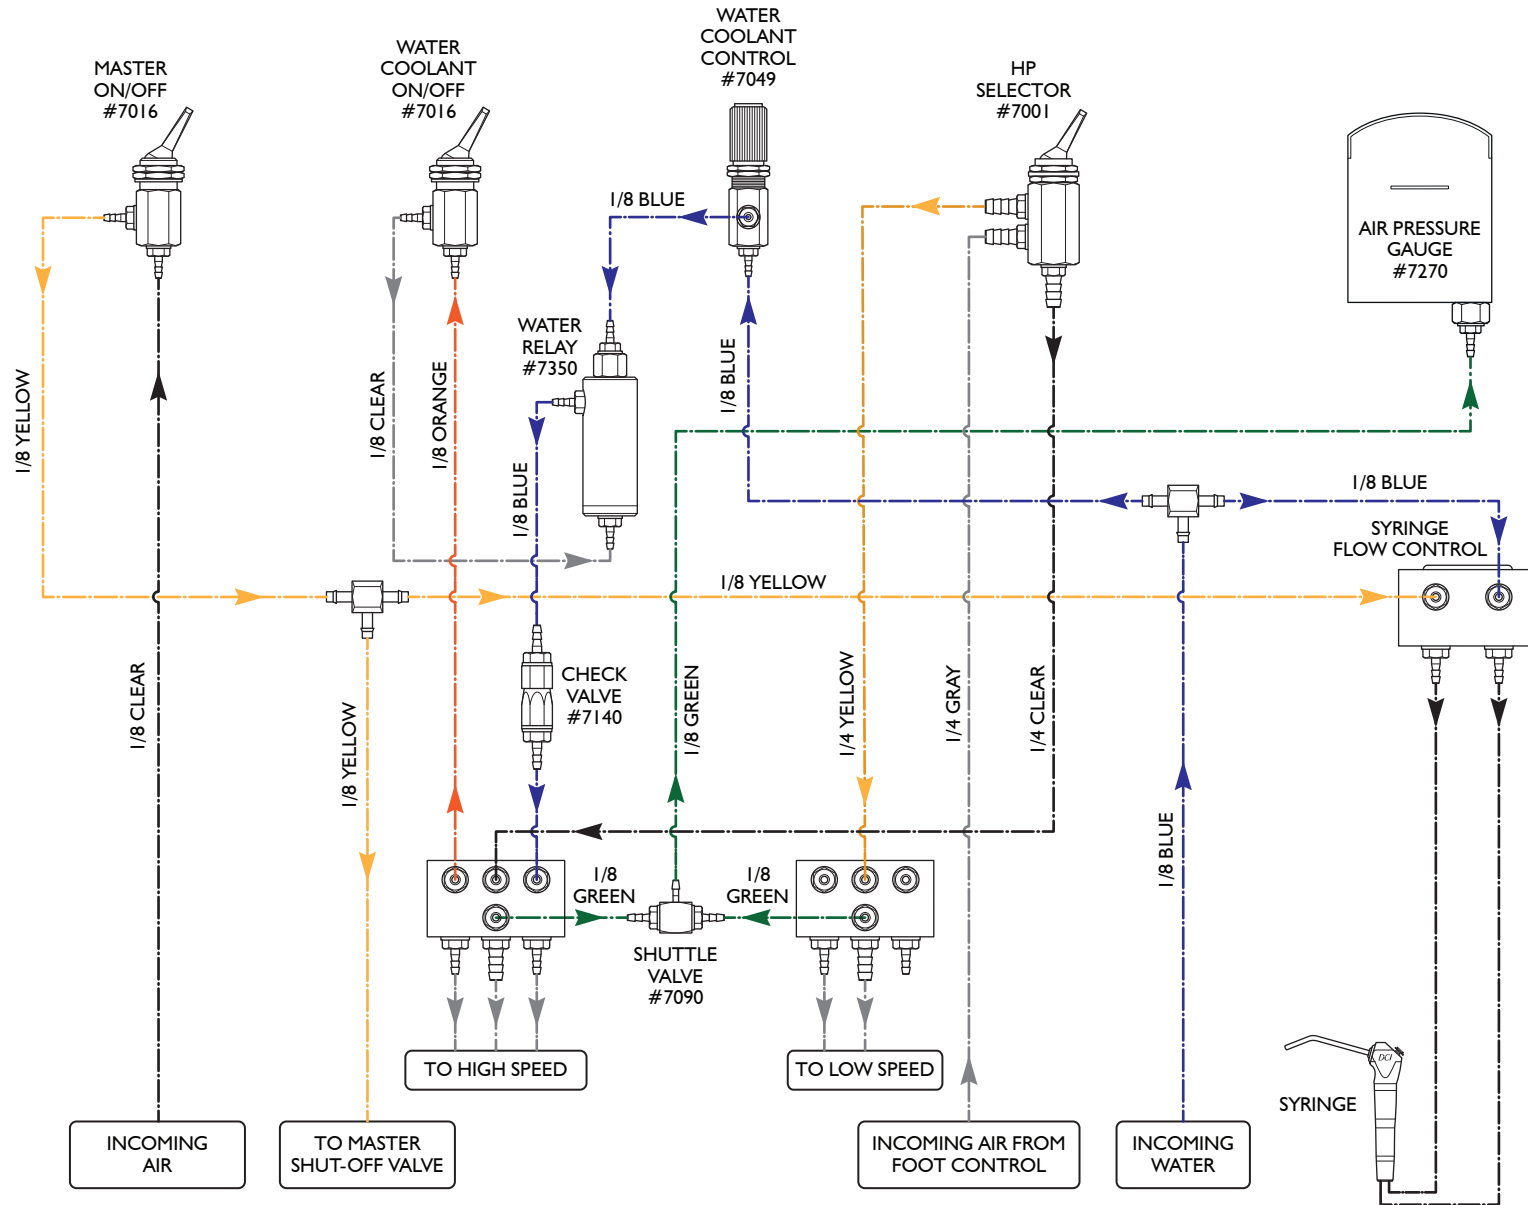 MASTER
ON/OFF
#7016
WATER
COOLANT
ON/OFF
#7016
WATER
COOLANT
CONTROL
#7049
HP
SELECTOR
#7001
AIR PRESSURE
GAUGE
#7270
1/8 BLUE
WATER
RELAY
#7350
1/8 YELLOW
1/8 CLEAR
1/8 ORANGE
1/8 BLUE
1/8 BLUE
1/8 BLUE
SYRINGE
FLOW CONTROL
1/8 YELLOW
1/8 CLEAR
1/8 YELLOW
CHECK
VALVE
#7140
1/8 GREEN
1/4 YELLOW
1/4 GRAY
1/4 CLEAR
1/8 BLUE
1/8
GREEN
1/8
GREEN
SHUTTLE
VALVE
#7090
TO HIGH SPEED
TO LOW SPEED
DCI
SYRINGE
INCOMING
AIR
TO MASTER
SHUT-OFF VALVE
INCOMING AIR FROM
FOOT CONTROL
INCOMING
WATER